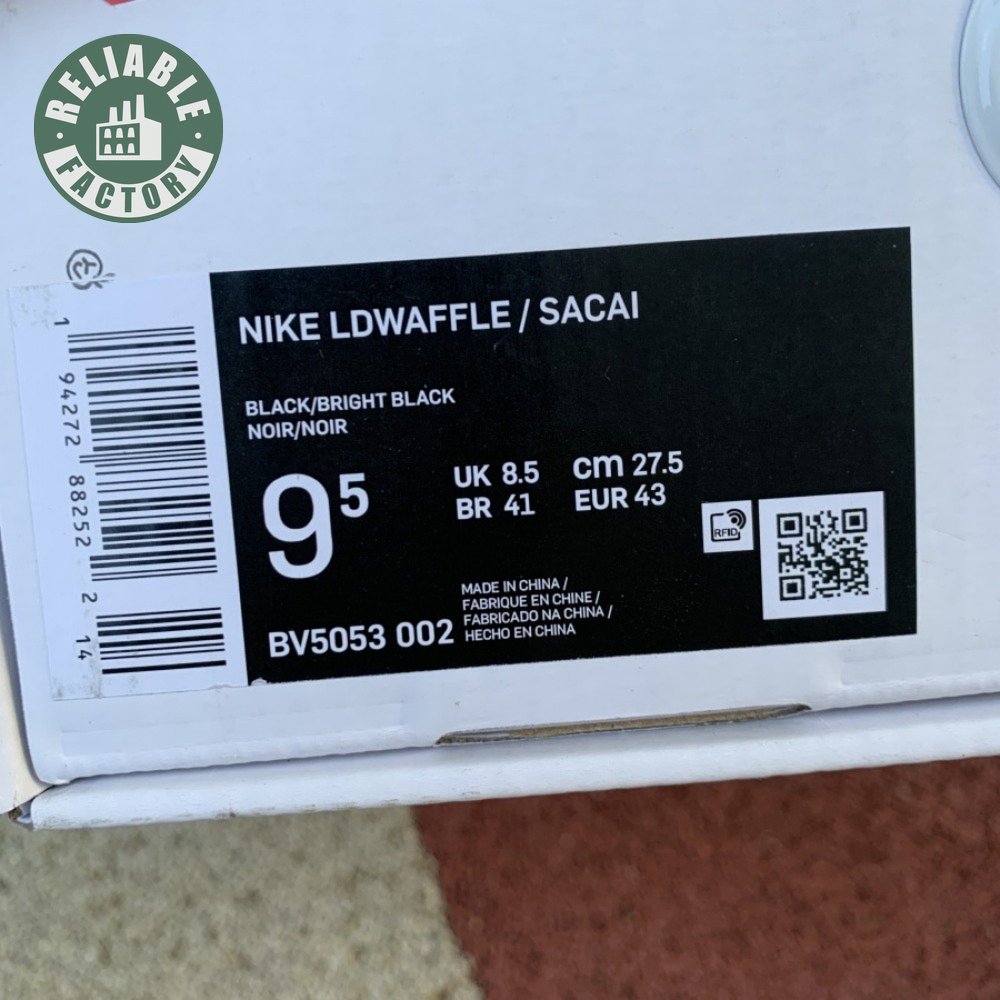 RELIABLE
FACTORY
NIKE LDWAFFLE / SACAI
BLACK/BRIGHT BLACK
NOIR/NOIR
9 5
UK 8.5 cm 27.5
BR 41 EUR 43
RFID
MADE IN CHINA /
FABRIQUE EN CHINE /
FABRICADO NA CHINA /
HECHO EN CHINA
BV5053 002
1 94272 88252 2 14